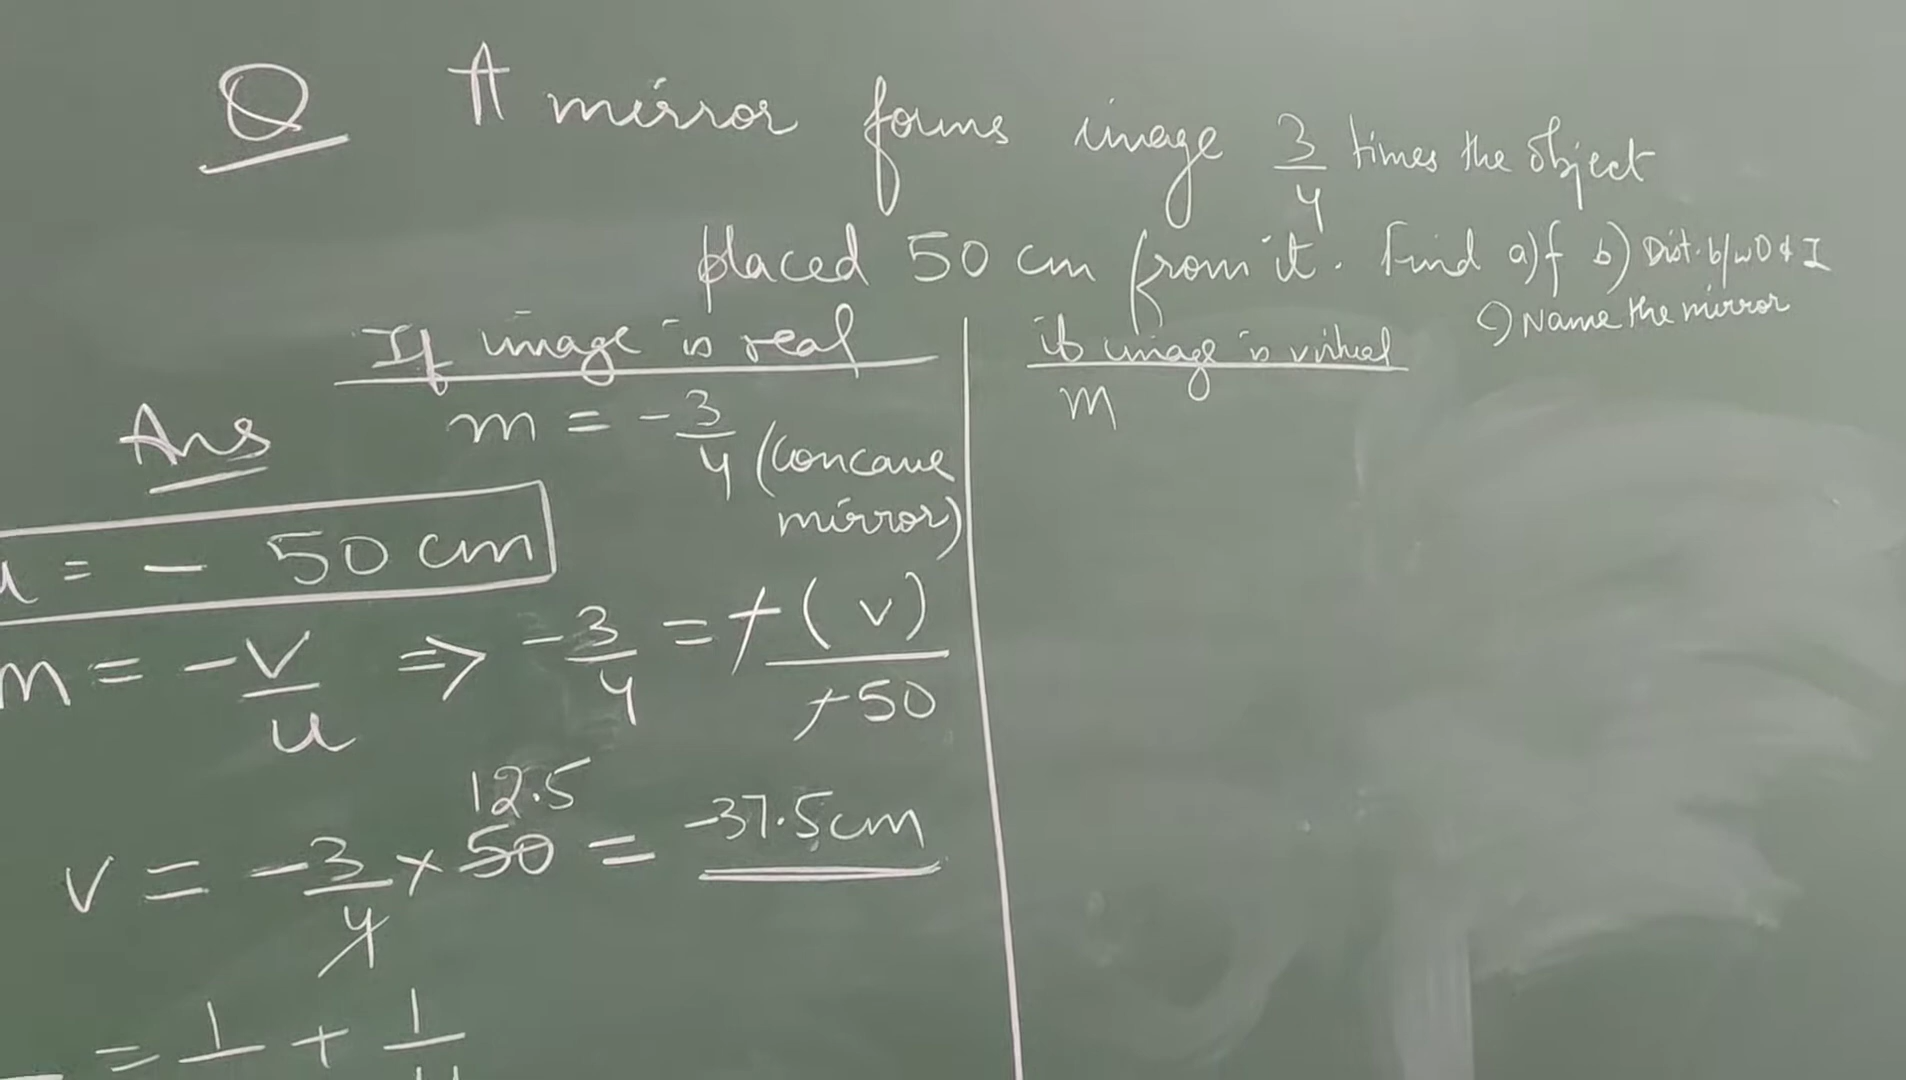 Q A mirror forms image 3/4 times the object
placed 50 cm from it. Find a) f b) Dist. b/w O & I
c) Name the mirror
If image is real
if image is virtual
Ans
m = -3/4 (concave
mirror)
m
u = - 50 cm
m = -v/u => -3/4 = +(v)/+50
12.5
v = -3/4 × 50 = -37.5cm
= 1 + 1/u